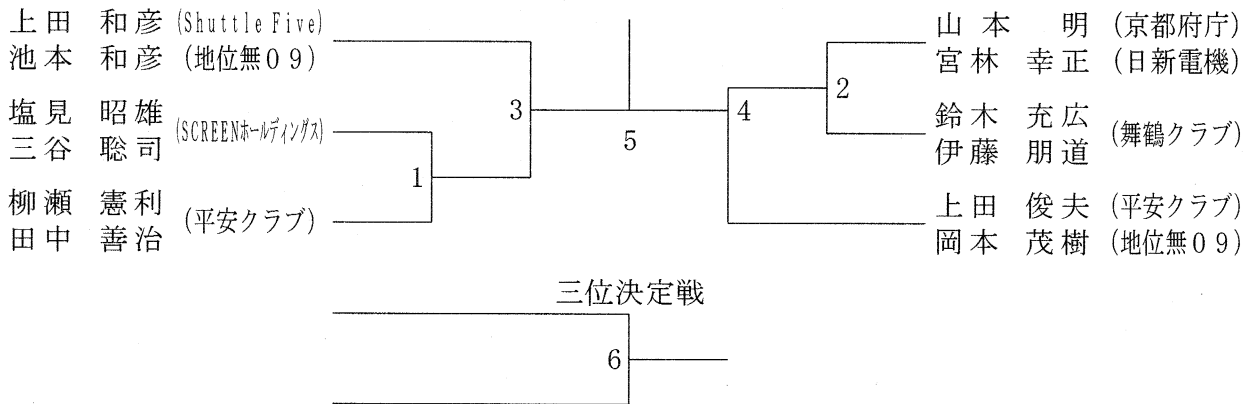 上田 和彦 (Shuttle Five)
池本 和彦 (地位無09)
塩見 昭雄
三谷 聡司
(SCREENホールディングス)
柳瀬 憲利
田中 善治
(平安クラブ)
1
3
5
4
2
山本 明 (京都府庁)
宮林 幸正 (日新電機)
鈴木 充広
伊藤 朋道
(舞鶴クラブ)
上田 俊夫 (平安クラブ)
岡本 茂樹 (地位無09)
三位決定戦
6